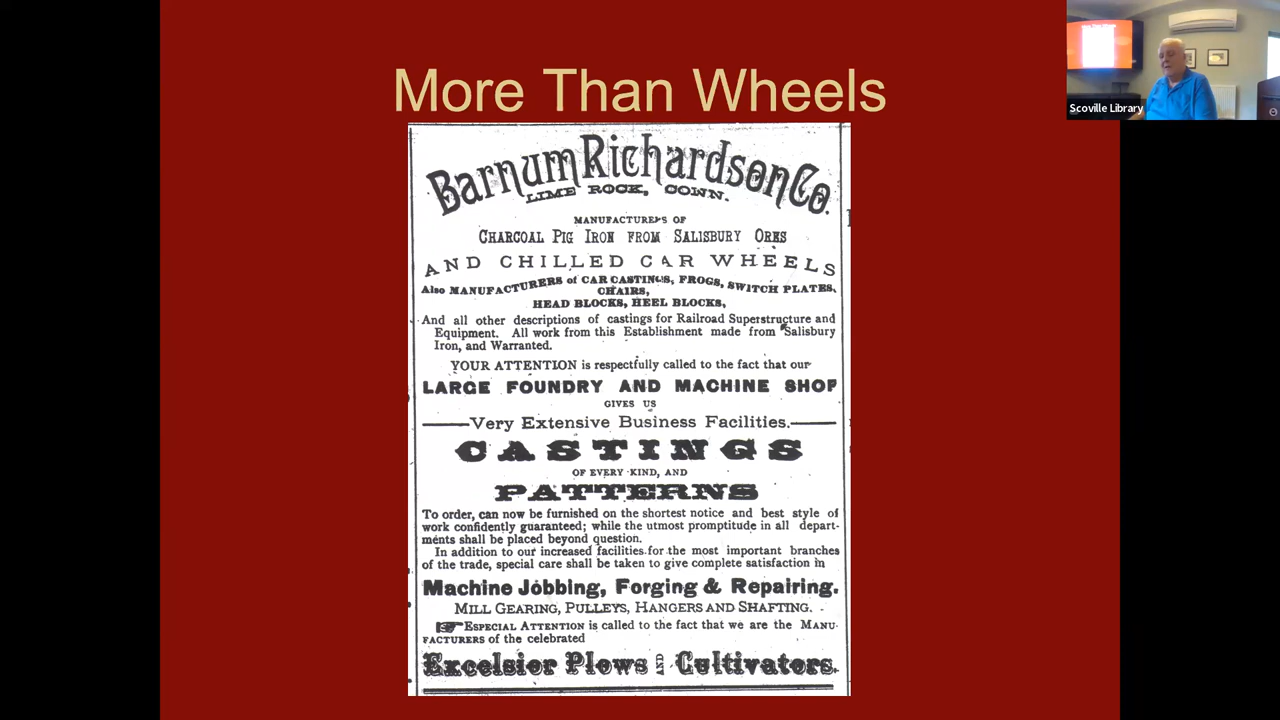 More Than Wheels
Scoville Library
Barnum Richardson Co.
LIME ROCK, CONN.
MANUFACTURERS OF
CHARCOAL PIG IRON FROM SALISBURY ORES
AND CHILLED CAR WHEELS
Also MANUFACTURERS of CAR CASTINGS, FROGS, SWITCH PLATES,
CHAIRS,
HEAD BLOCKS, HEEL BLOCKS,
And all other descriptions of castings for Railroad Superstructure and
Equipment. All work from this Establishment made from Salisbury
Iron, and Warranted.
YOUR ATTENTION is respectfully called to the fact that our
LARGE FOUNDRY AND MACHINE SHOP
GIVES US
Very Extensive Business Facilities.
CASTINGS
OF EVERY KIND, AND
PATTERNS
To order, can now be furnished on the shortest notice and best style of
work confidently guaranteed; while the utmost promptitude in all depart-
ments shall be placed beyond question.
In addition to our increased facilities for the most important branches
of the trade, special care shall be taken to give complete satisfaction in
Machine Jobbing, Forging & Repairing.
MILL GEARING, PULLEYS, HANGERS AND SHAFTING.
ESPECIAL ATTENTION is called to the fact that we are the MANU-
FACTURERS of the celebrated
Excelsior Plows AND Cultivators.